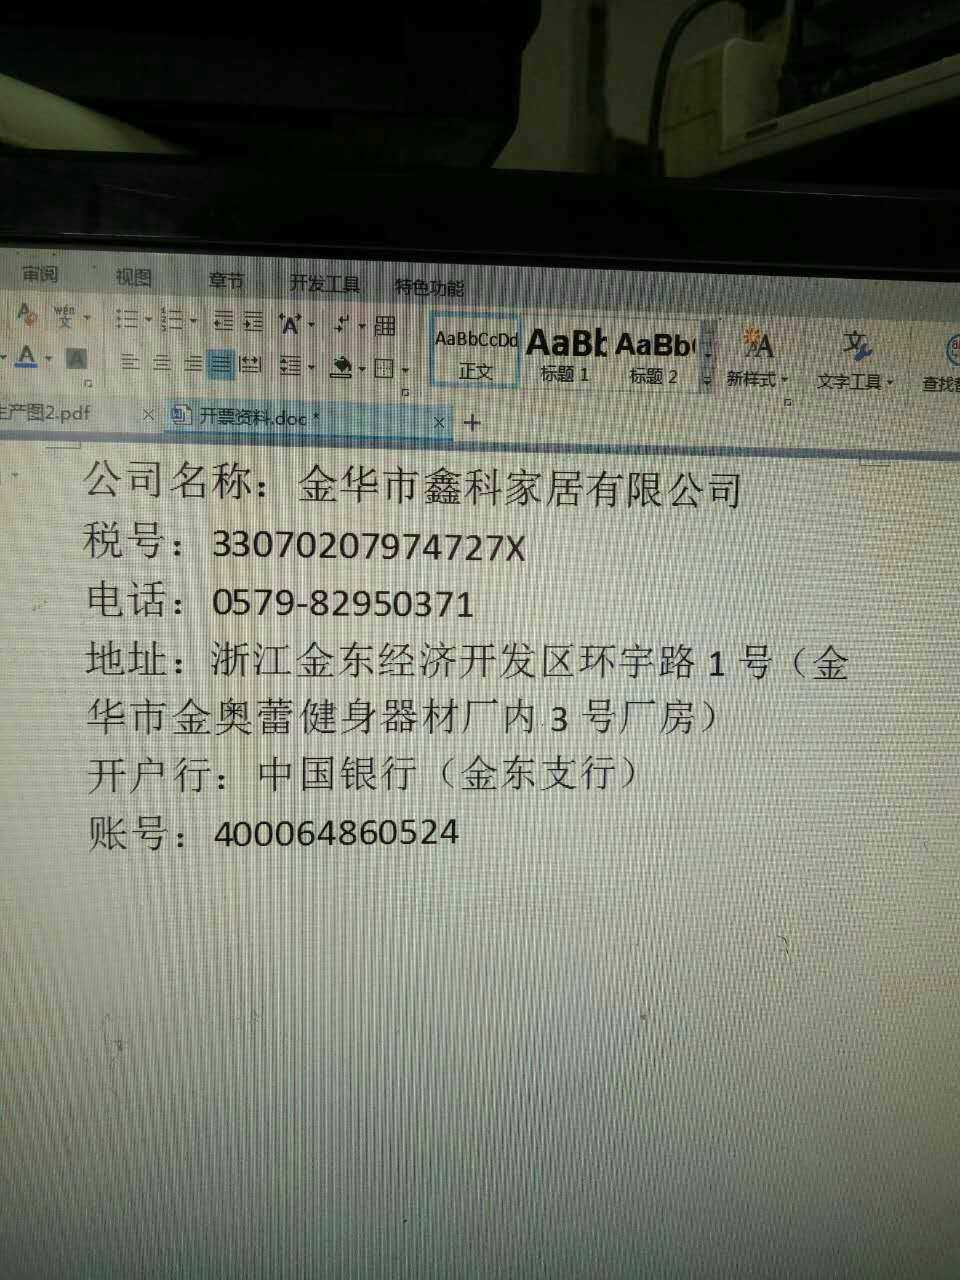 审阅 视图 章节 开发工具 特色功能
wén
文
AaBbCcDd AaBb AaBb
正文 标题 1 标题 2 新样式 文字工具 查找
生产图2.pdf × 开票资料.doc * × +
公司名称：金华市鑫科家居有限公司
税号：33070207974727X
电话：0579-82950371
地址：浙江金东经济开发区环宇路 1 号（金
华市金奥蕾健身器材厂内 3 号厂房）
开户行：中国银行（金东支行）
账号：400064860524